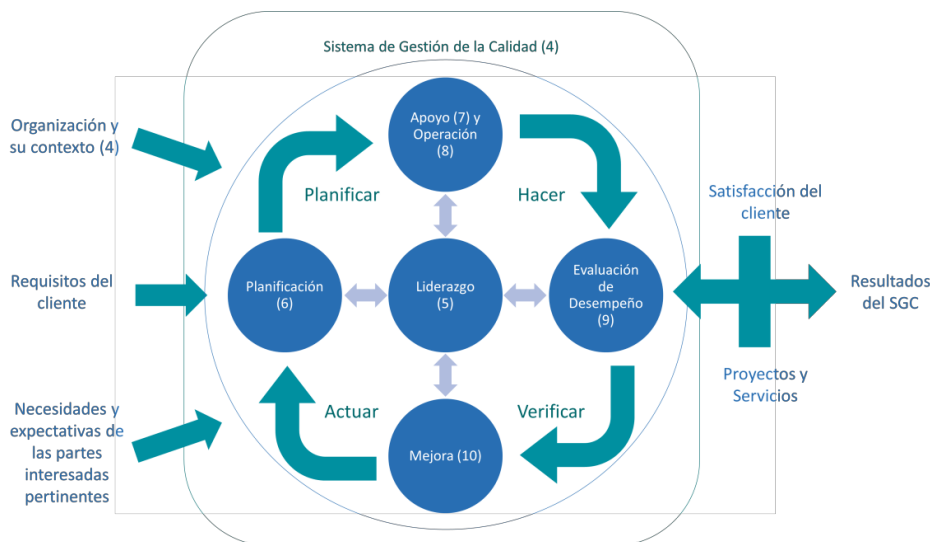 Sistema de Gestión de la Calidad (4)
Organización y
su contexto (4)
Requisitos del
cliente
Necesidades y
expectativas de
las partes
interesadas
pertinentes
Apoyo (7) y
Operación
(8)
Planificar
Hacer
Planificación
(6)
Liderazgo
(5)
Evaluación
de
Desempeño
(9)
Actuar
Verificar
Mejora (10)
Satisfacción del
cliente
Resultados
del SGC
Proyectos y
Servicios